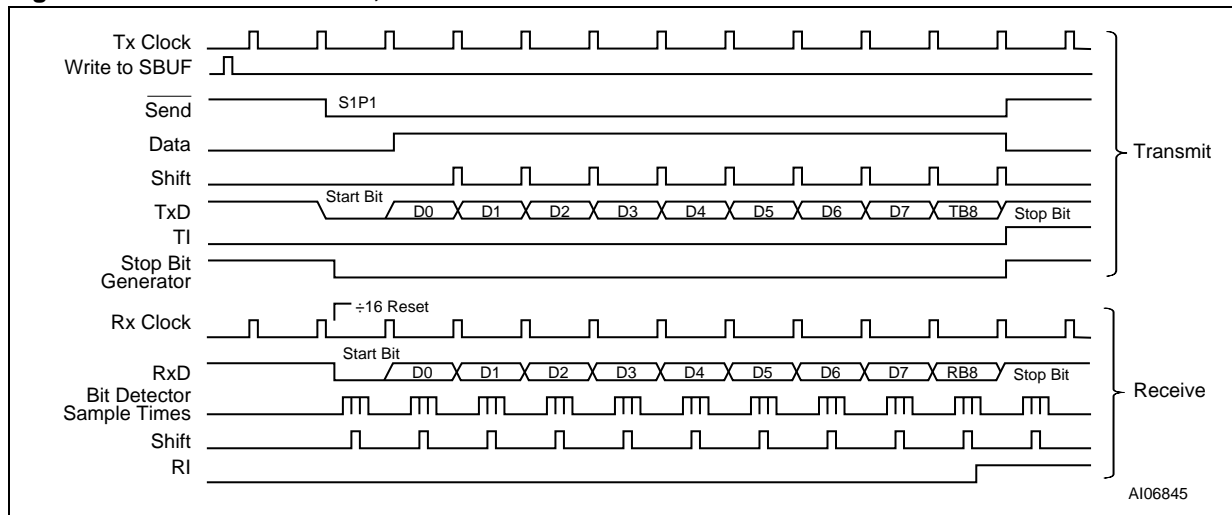 Tx Clock
Write to SBUF
Send
S1P1
Data
Transmit
Shift
Start Bit
TxD
D0 D1 D2 D3 D4 D5 D6 D7 TB8 Stop Bit
TI
Stop Bit
Generator
÷16 Reset
Rx Clock
Start Bit
RxD
D0 D1 D2 D3 D4 D5 D6 D7 RB8 Stop Bit
Bit Detector
Sample Times
Receive
Shift
RI
AI06845